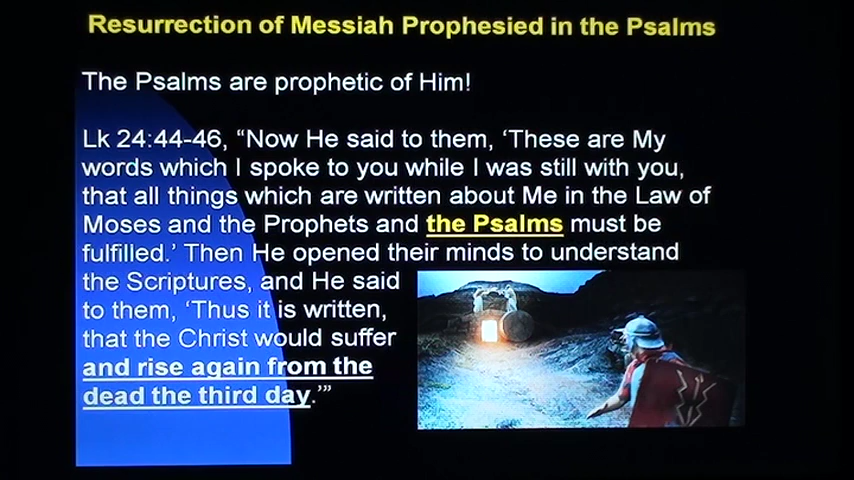 Resurrection of Messiah Prophesied in the Psalms
The Psalms are prophetic of Him!
Lk 24:44-46, “Now He said to them, ‘These are My
words which I spoke to you while I was still with you,
that all things which are written about Me in the Law of
Moses and the Prophets and the Psalms must be
fulfilled.’ Then He opened their minds to understand
the Scriptures, and He said
to them, ‘Thus it is written,
that the Christ would suffer
and rise again from the
dead the third day.’”